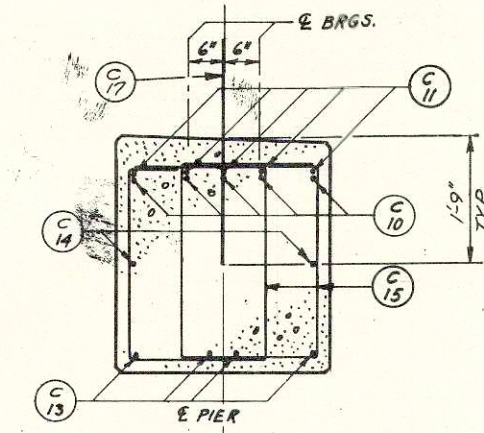 ℄ BRGS.
6" 6"
C 17
C 11
1'-9" TYP.
C 14
C 10
C 15
C 13
℄ PIER